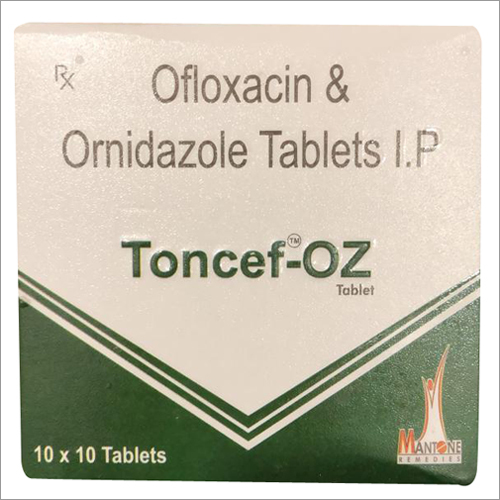 Rx
Ofloxacin &
Ornidazole Tablets I.P
Toncef-OZ™
Tablet
10 x 10 Tablets
MANTONE
REMEDIES